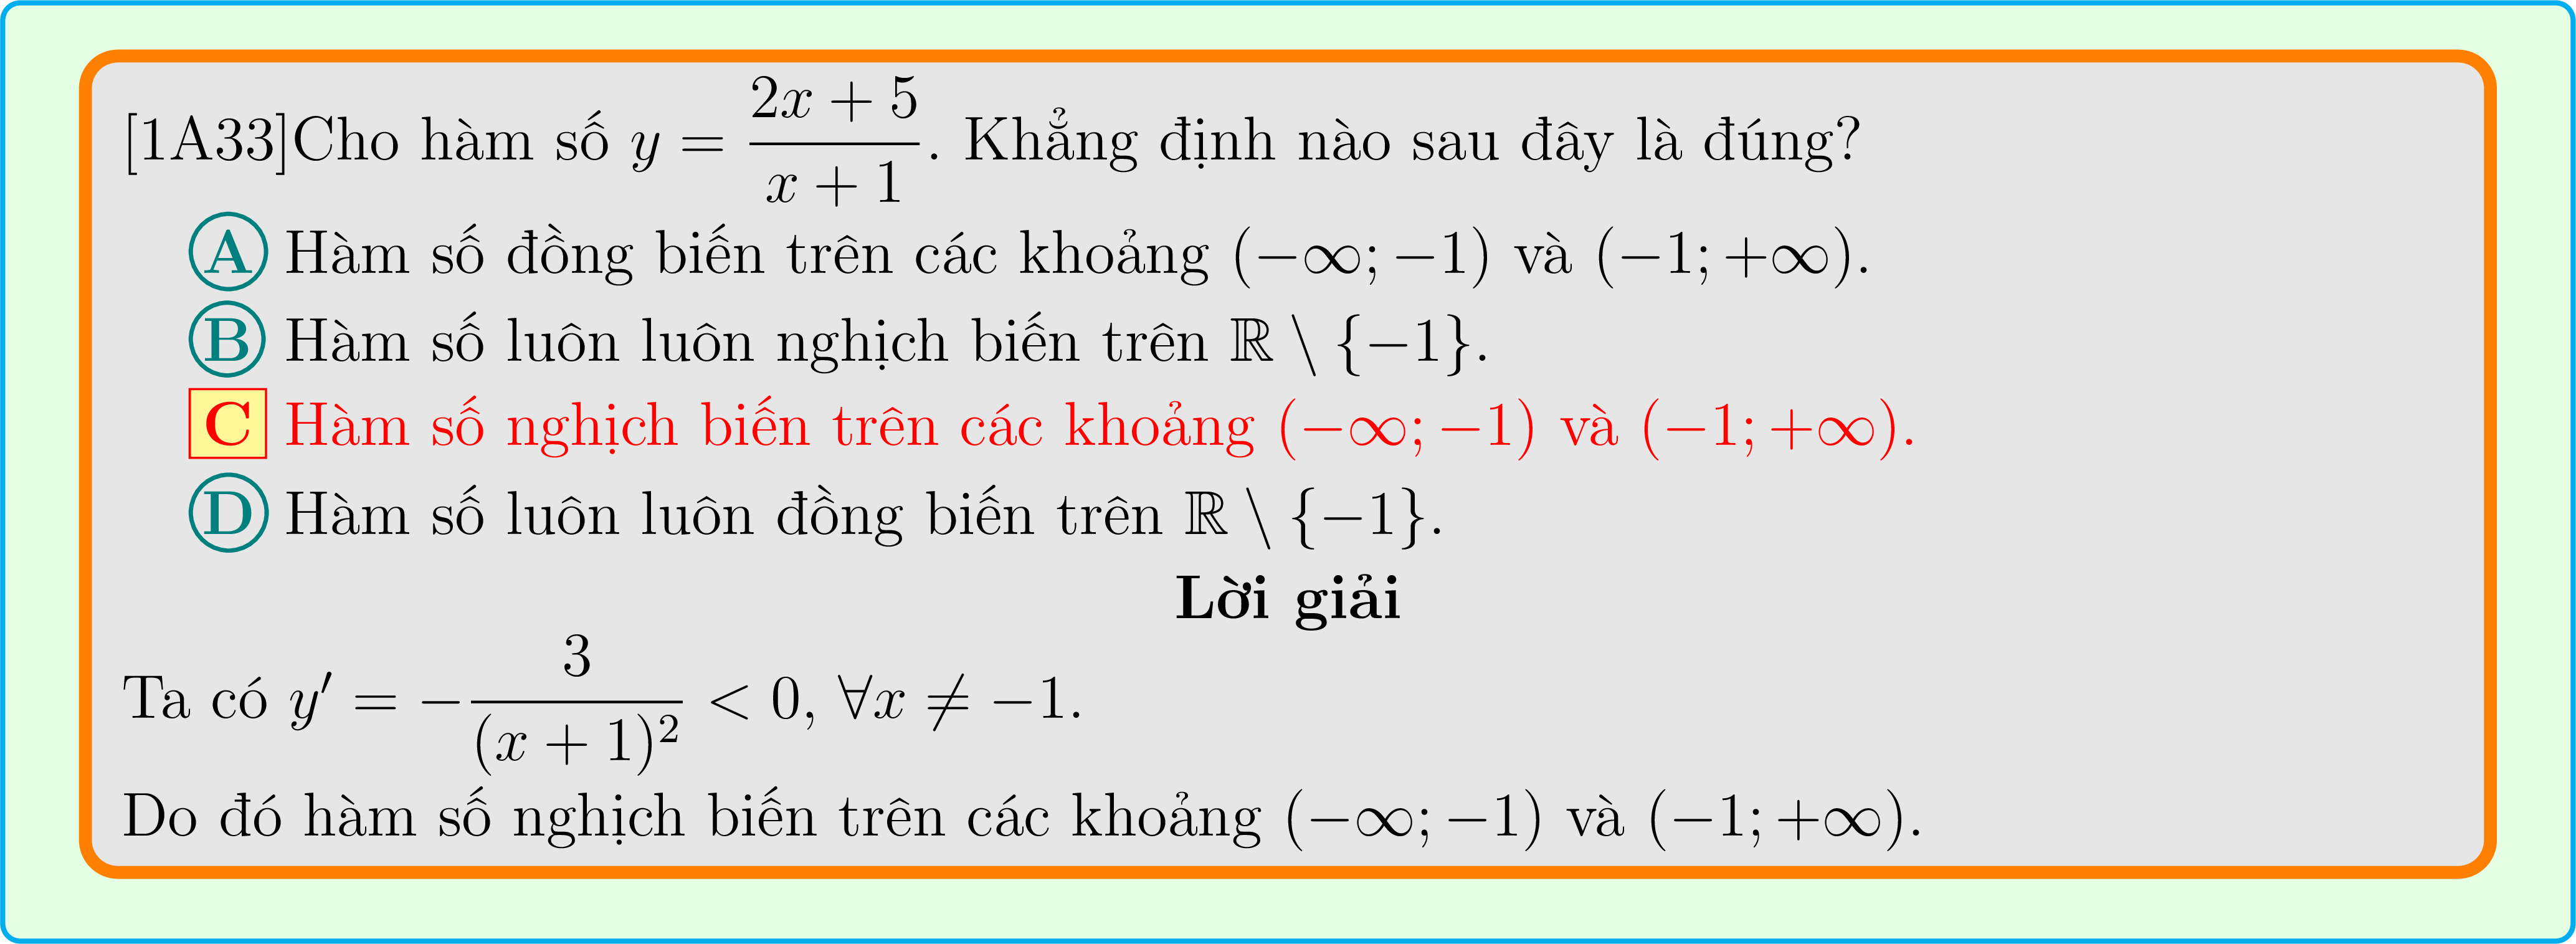 [1A33]Cho hàm số $y = \dfrac{2x+5}{x+1}$. Khẳng định nào sau đây là đúng?
A Hàm số đồng biến trên các khoảng $(-\infty; -1)$ và $(-1; +\infty)$.
B Hàm số luôn luôn nghịch biến trên $\mathbb{R} \setminus \{-1\}$.
C Hàm số nghịch biến trên các khoảng $(-\infty; -1)$ và $(-1; +\infty)$.
D Hàm số luôn luôn đồng biến trên $\mathbb{R} \setminus \{-1\}$.
Lời giải
Ta có $y' = -\dfrac{3}{(x+1)^2} < 0, \forall x \neq -1$.
Do đó hàm số nghịch biến trên các khoảng $(-\infty; -1)$ và $(-1; +\infty)$.